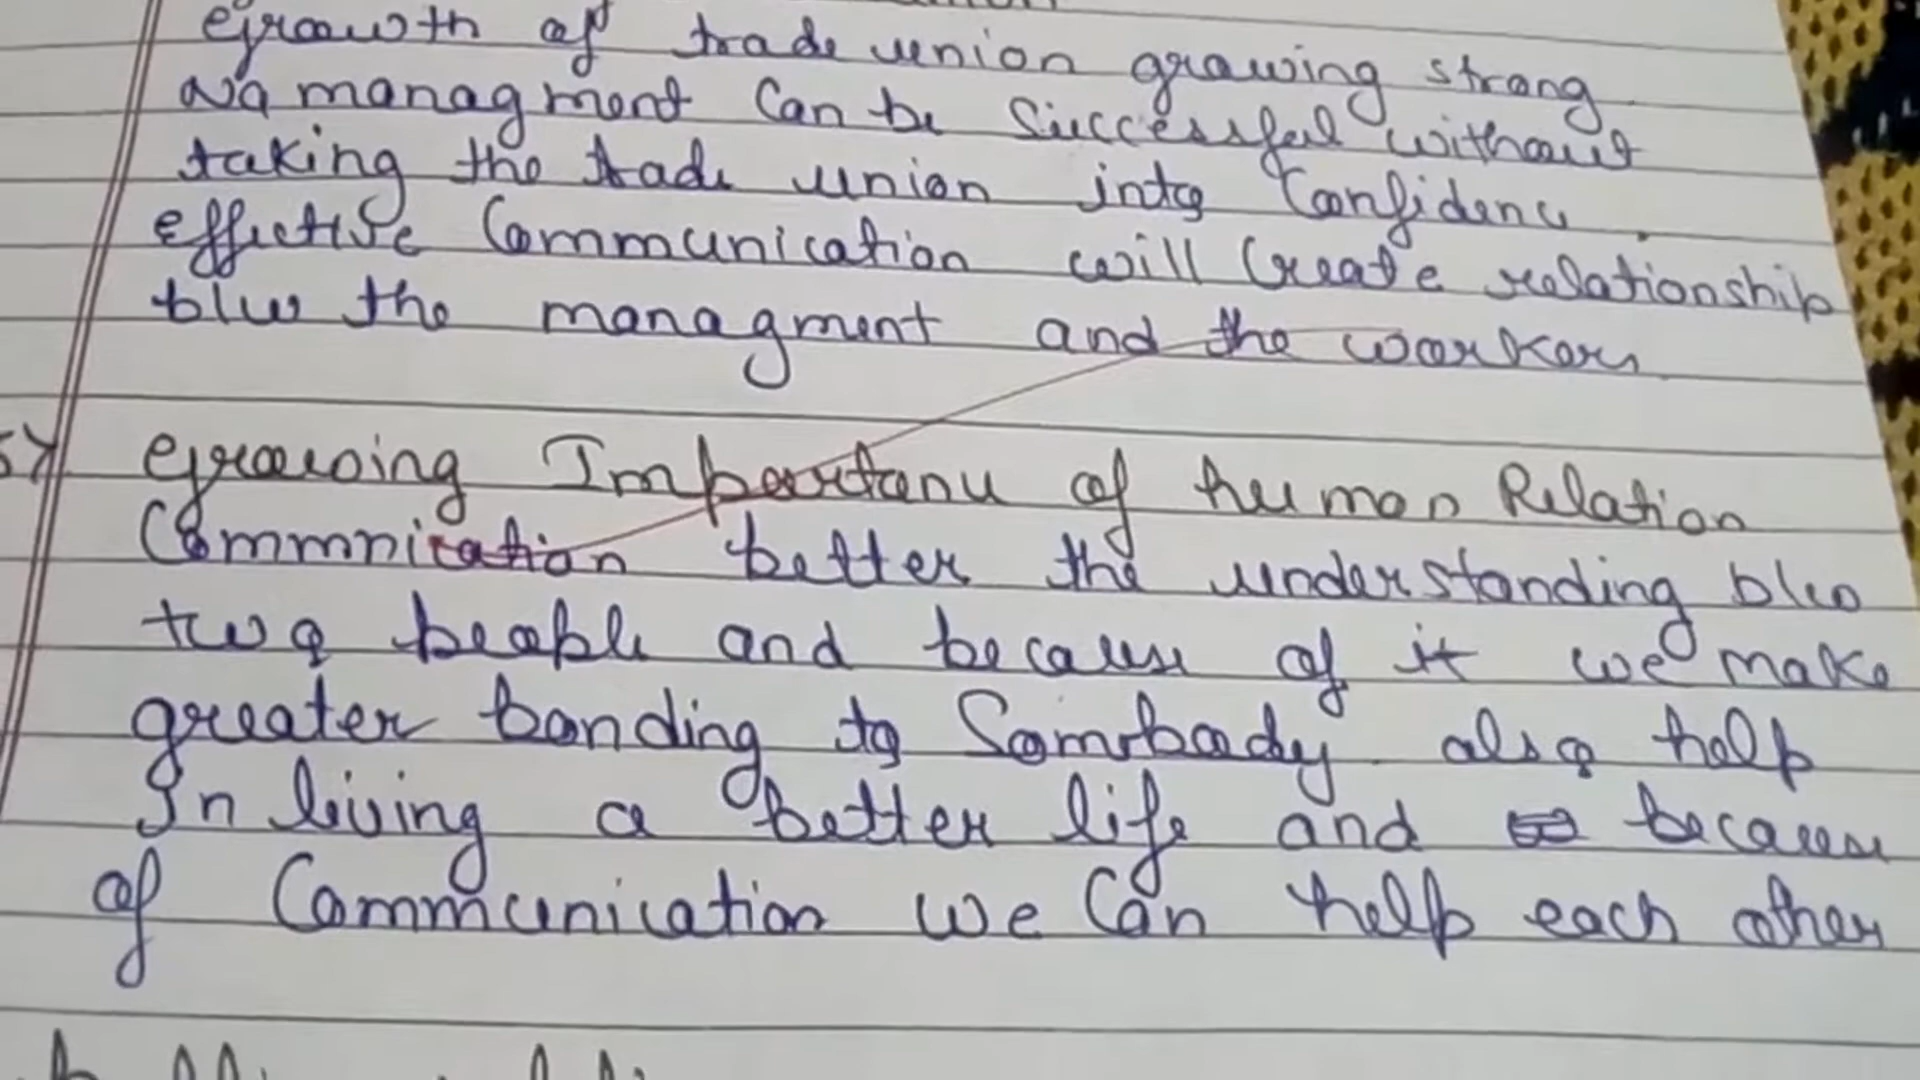 Growth of trade union growing strong
No managment can be successful without
taking the trade union into confidenc
effective communication will create relationship
b/w the managment and the workers
5) Growing Importance of human Relation
Commnication better the understanding b/w
two people and because of it we make
greater bonding to Somebody also help
In living a better life and because
of Communication we can help each other